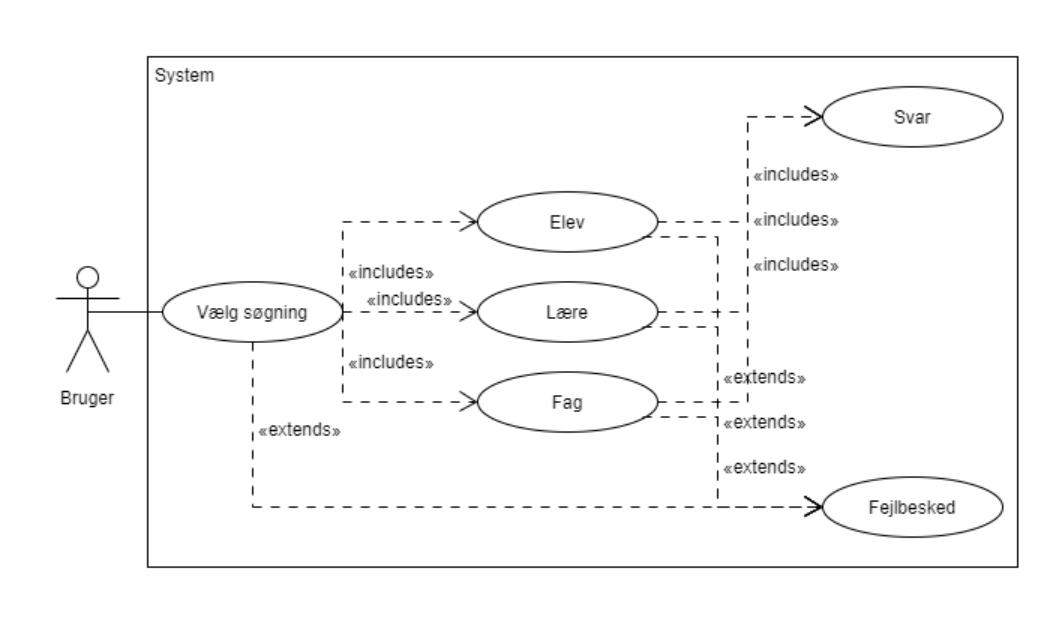 System
Svar
«includes»
«includes»
Elev
«includes»
«includes»
«includes»
Vælg søgning
Lære
«includes»
«extends»
Bruger
Fag
«extends»
«extends»
«extends»
Fejlbesked